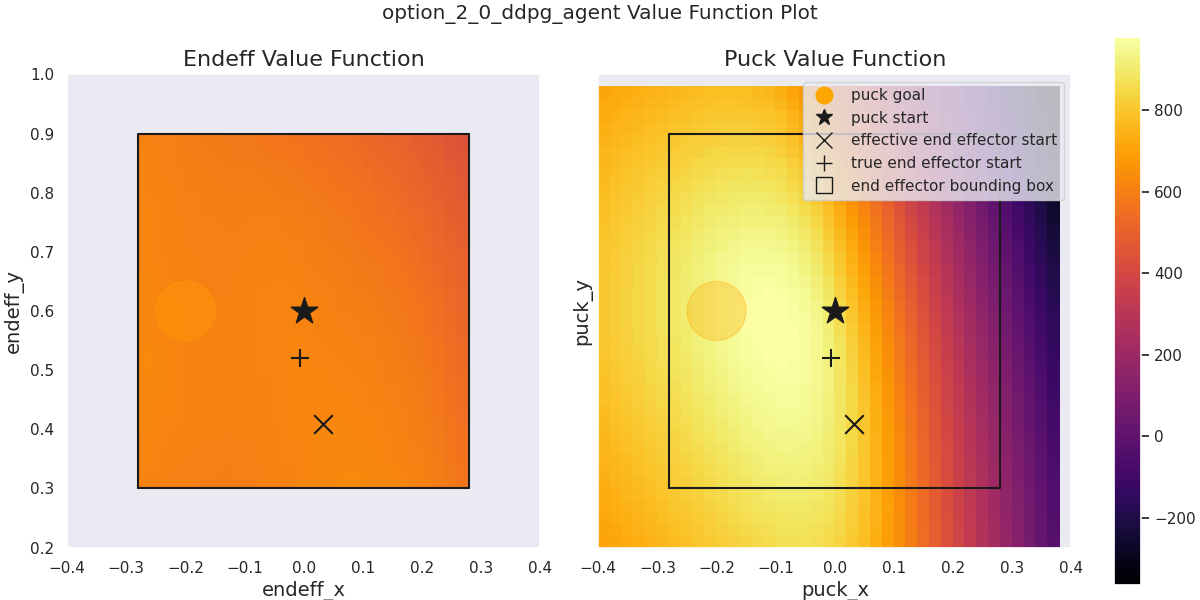 option_2_0_ddpg_agent Value Function Plot
Endeff Value Function
1.0
0.9
0.8
0.7
0.6
0.5
0.4
0.3
0.2
endeff_y
−0.4 −0.3 −0.2 −0.1 0.0 0.1 0.2 0.3 0.4
endeff_x
Puck Value Function
puck goal
puck start
effective end effector start
true end effector start
end effector bounding box
puck_y
−0.4 −0.3 −0.2 −0.1 0.0 0.1 0.2 0.3 0.4
puck_x
800
600
400
200
0
−200